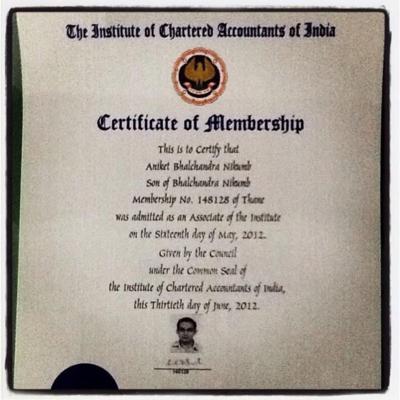 The Institute of Chartered Accountants of India
Certificate of Membership
This is to Certify that
Aniket Bhalchandra Nikumb
Son of Bhalchandra Nikumb
Membership No. 148128 of Thane
was admitted as an Associate of the Institute
on the Sixteenth day of May, 2012.
Given by the Council
under the Common Seal of
the Institute of Chartered Accountants of India,
this Thirtieth day of June, 2012.
148128